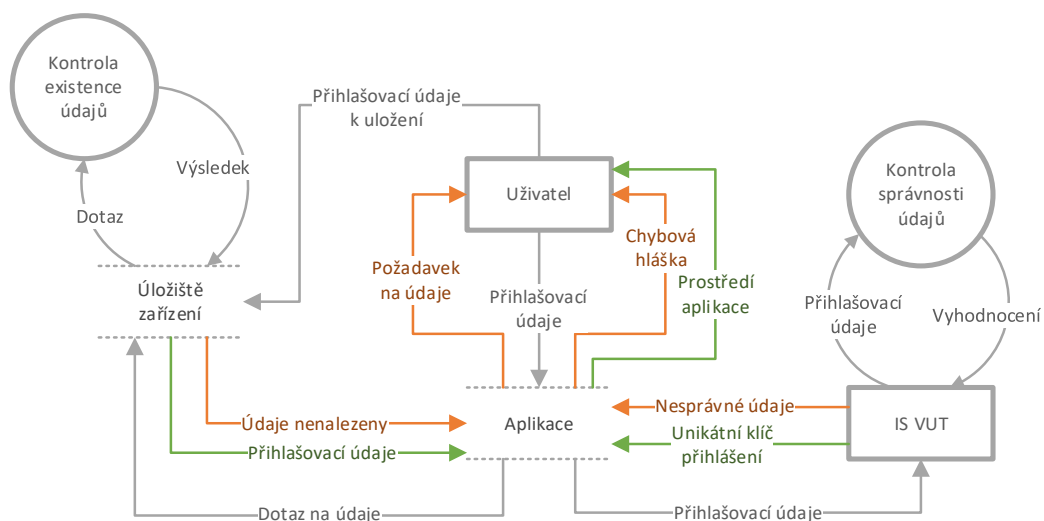 Kontrola
existence
údajů
Přihlašovací údaje
k uložení
Výsledek
Dotaz
Uživatel
Kontrola
správnosti
údajů
Úložiště
zařízení
Požadavek
na údaje
Přihlašovací
údaje
Chybová
hláška
Prostředí
aplikace
Přihlašovací
údaje
Vyhodnocení
Údaje nenalezeny
Přihlašovací údaje
Aplikace
Nesprávné údaje
Unikátní klíč
přihlášení
IS VUT
Dotaz na údaje
Přihlašovací údaje